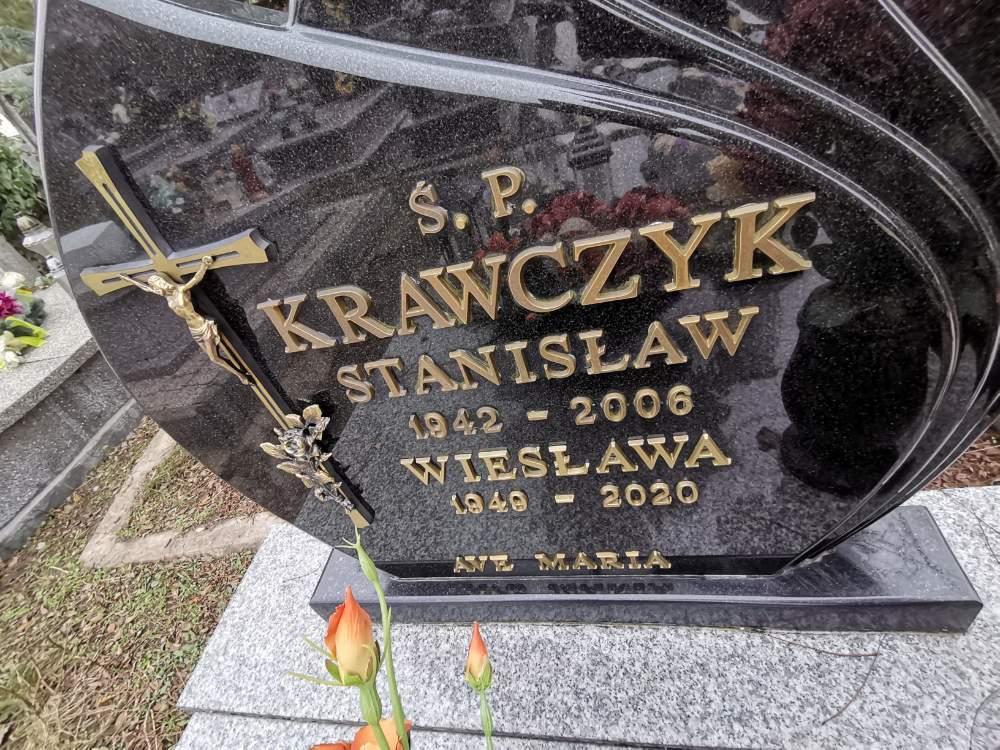 Ś. P.
KRAWCZYK
STANISŁAW
1942 - 2006
WIESŁAWA
1949 - 2020
AVE MARIA